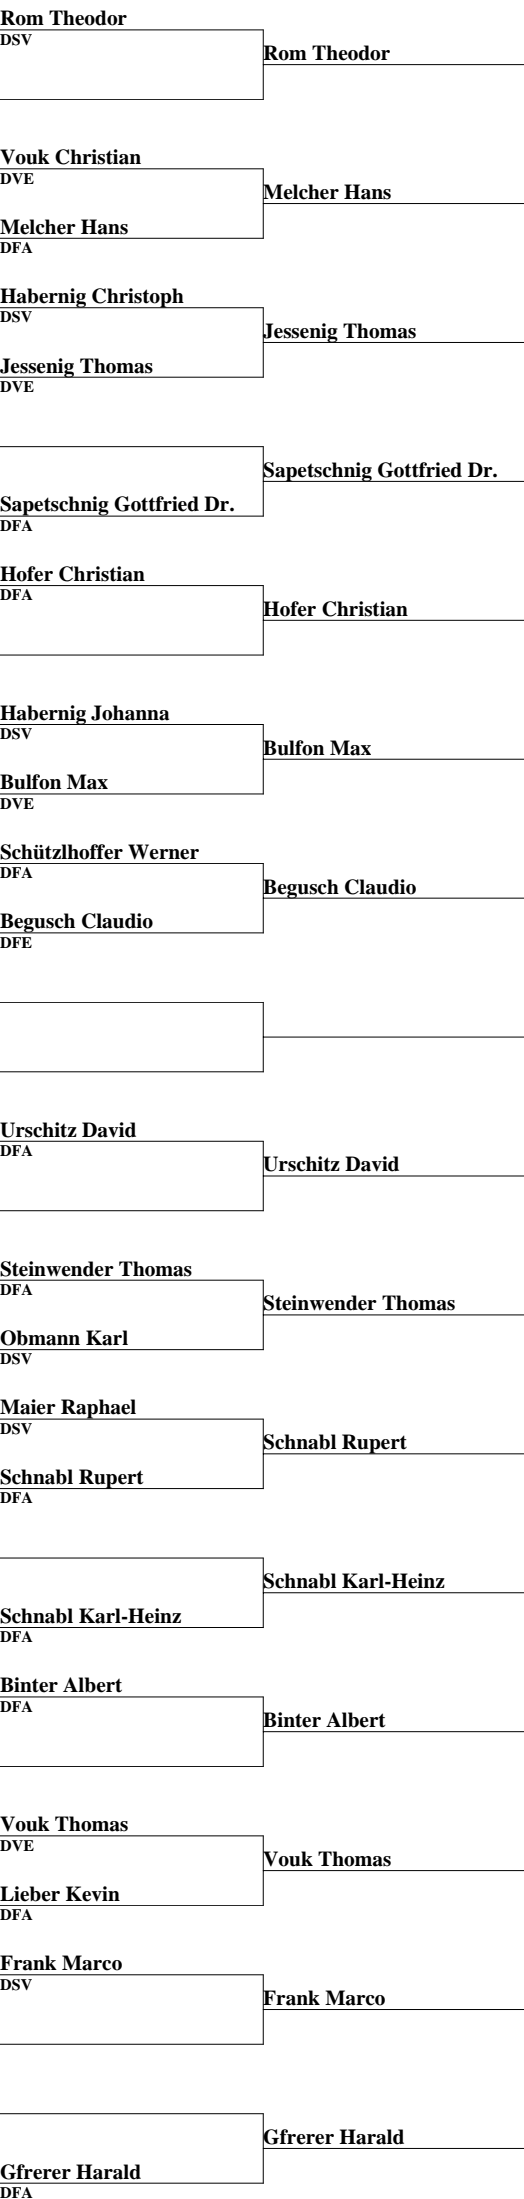 Rom Theodor
DSV
Rom Theodor
Vouk Christian
DVE
Melcher Hans
Melcher Hans
DFA
Habernig Christoph
DSV
Jessenig Thomas
Jessenig Thomas
DVE
Sapetschnig Gottfried Dr.
Sapetschnig Gottfried Dr.
DFA
Hofer Christian
DFA
Hofer Christian
Habernig Johanna
DSV
Bulfon Max
Bulfon Max
DVE
Schützlhoffer Werner
DFA
Begusch Claudio
Begusch Claudio
DFE
Urschitz David
DFA
Urschitz David
Steinwender Thomas
DFA
Steinwender Thomas
Obmann Karl
DSV
Maier Raphael
DSV
Schnabl Rupert
Schnabl Rupert
DFA
Schnabl Karl-Heinz
Schnabl Karl-Heinz
DFA
Binter Albert
DFA
Binter Albert
Vouk Thomas
DVE
Vouk Thomas
Lieber Kevin
DFA
Frank Marco
DSV
Frank Marco
Gfrerer Harald
Gfrerer Harald
DFA